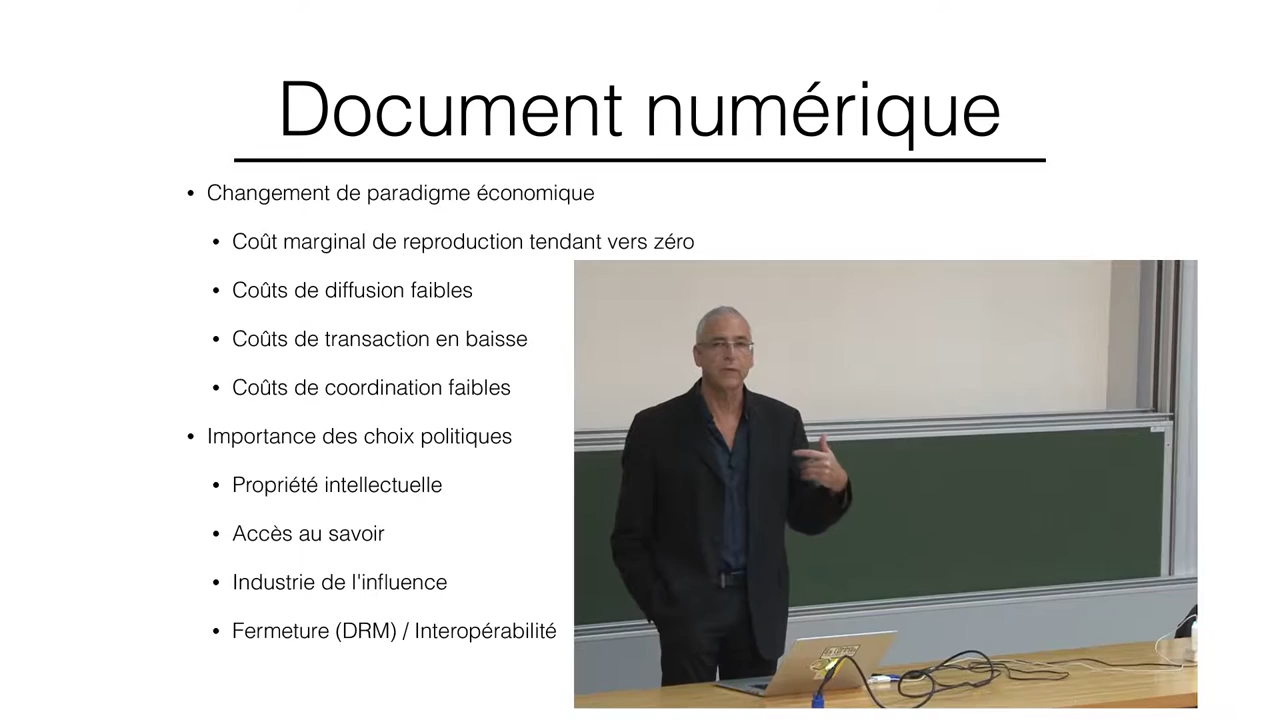 Document numérique
• Changement de paradigme économique
• Coût marginal de reproduction tendant vers zéro
• Coûts de diffusion faibles
• Coûts de transaction en baisse
• Coûts de coordination faibles
• Importance des choix politiques
• Propriété intellectuelle
• Accès au savoir
• Industrie de l'influence
• Fermeture (DRM) / Interopérabilité